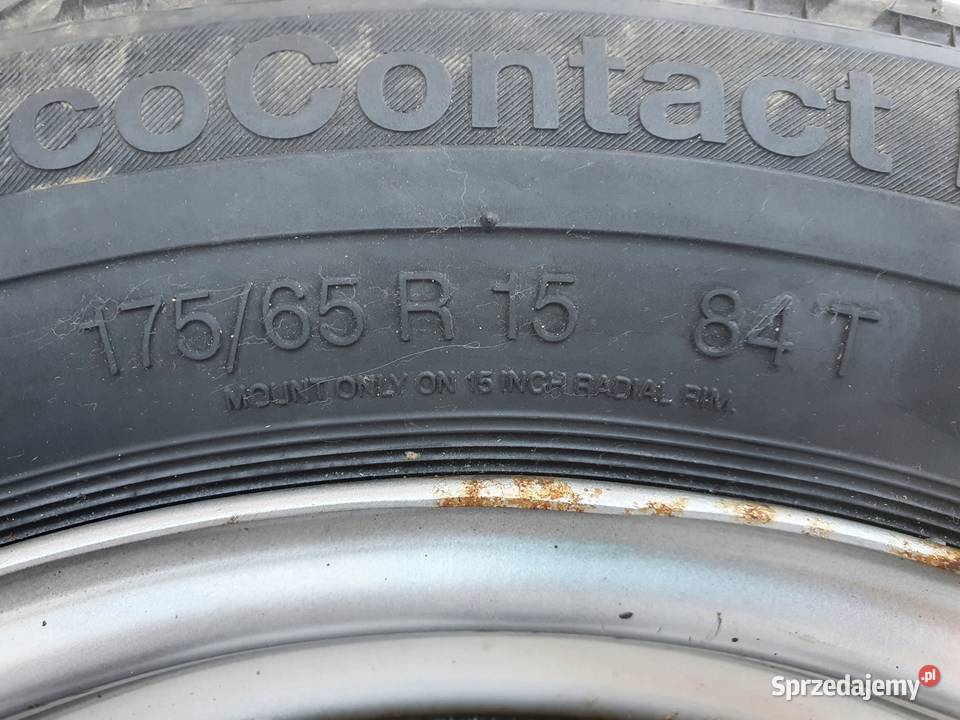 coContact
175/65 R 15 84 T
MOUNT ONLY ON 15 INCH RADIAL RIM.
Sprzedajemy.pl